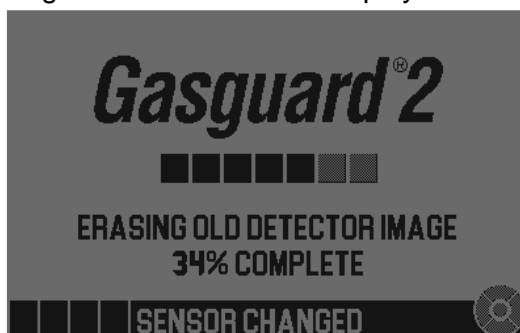 Gasguard® 2
ERASING OLD DETECTOR IMAGE
34% COMPLETE
SENSOR CHANGED